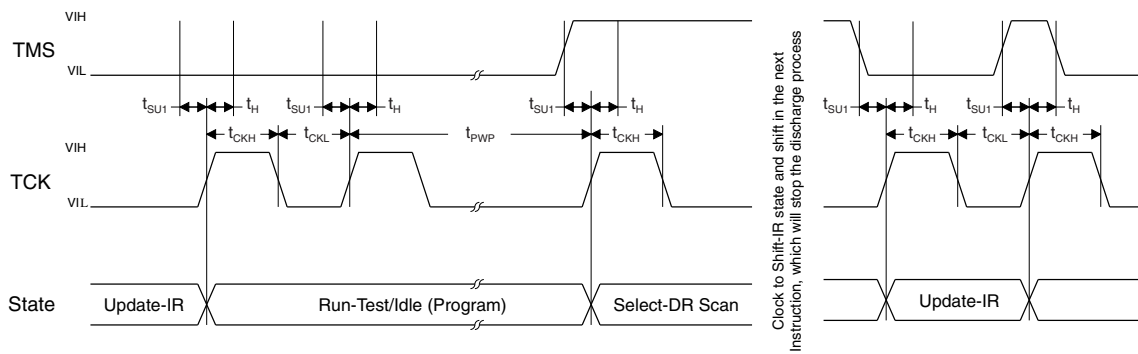 VIH
TMS
VIL
tSU1 tH tSU1 tH tSU1 tH tSU1 tH tSU1 tH
tCKH tCKL tPWP tCKH tCKH tCKL tCKH
VIH
TCK
VIL
State
Update-IR Run-Test/Idle (Program) Select-DR Scan
Clock to Shift-IR state and shift in the next
Instruction, which will stop the discharge process
Update-IR